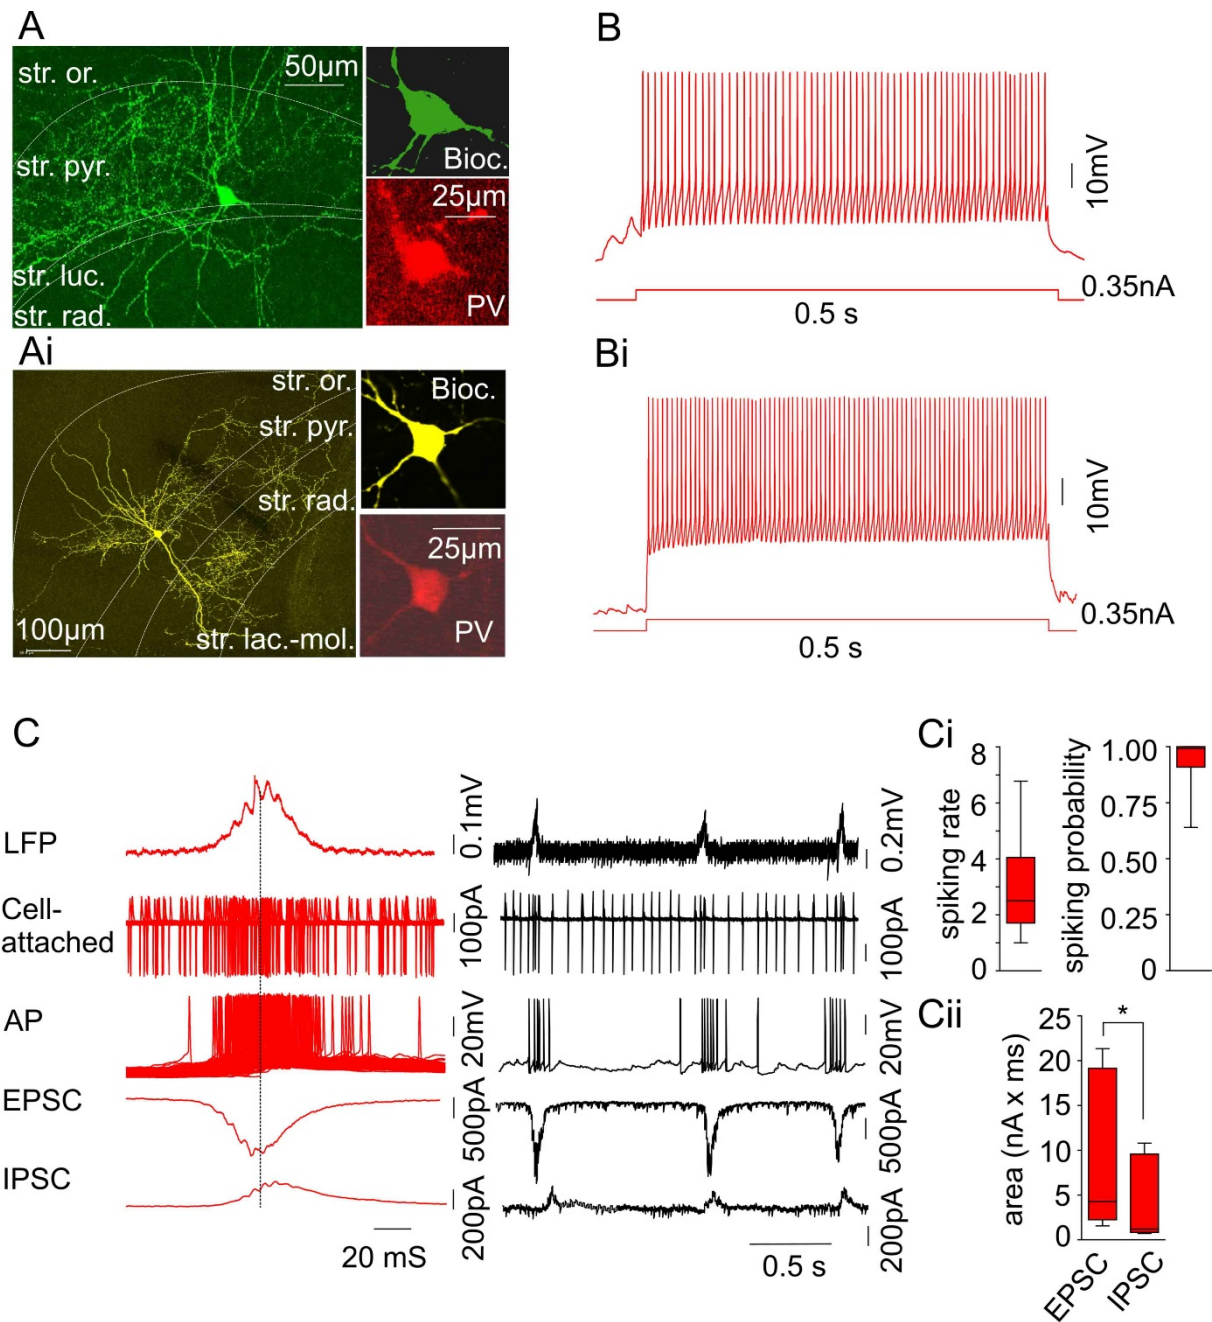 A
str. or.
50µm
str. pyr.
str. luc.
str. rad.
Bioc.
25µm
PV
B
10mV
0.35nA
0.5 s
Ai
str. or.
str. pyr.
str. rad.
100µm
str. lac.-mol.
Bioc.
25µm
PV
Bi
10mV
0.35nA
0.5 s
C
LFP
0.1mV
0.2mV
Cell-
attached
100pA
100pA
AP
20mV
20mV
EPSC
500pA
500pA
IPSC
200pA
200pA
20 mS
0.5 s
Ci
spiking rate
8
6
4
2
0
spiking probability
1.00
0.75
0.50
0.25
0
Cii
area (nA x ms)
25
20
15
10
5
0
*
EPSC
IPSC